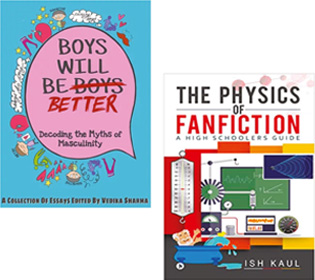 BOYS
WILL
BE BOYS
BETTER
Decoding the Myths of
Masculinity
A Collection Of Essays Edited By Vedika Sharma
THE PHYSICS
OF
FANFICTION
A HIGH SCHOOLERS GUIDE
ISH KAUL